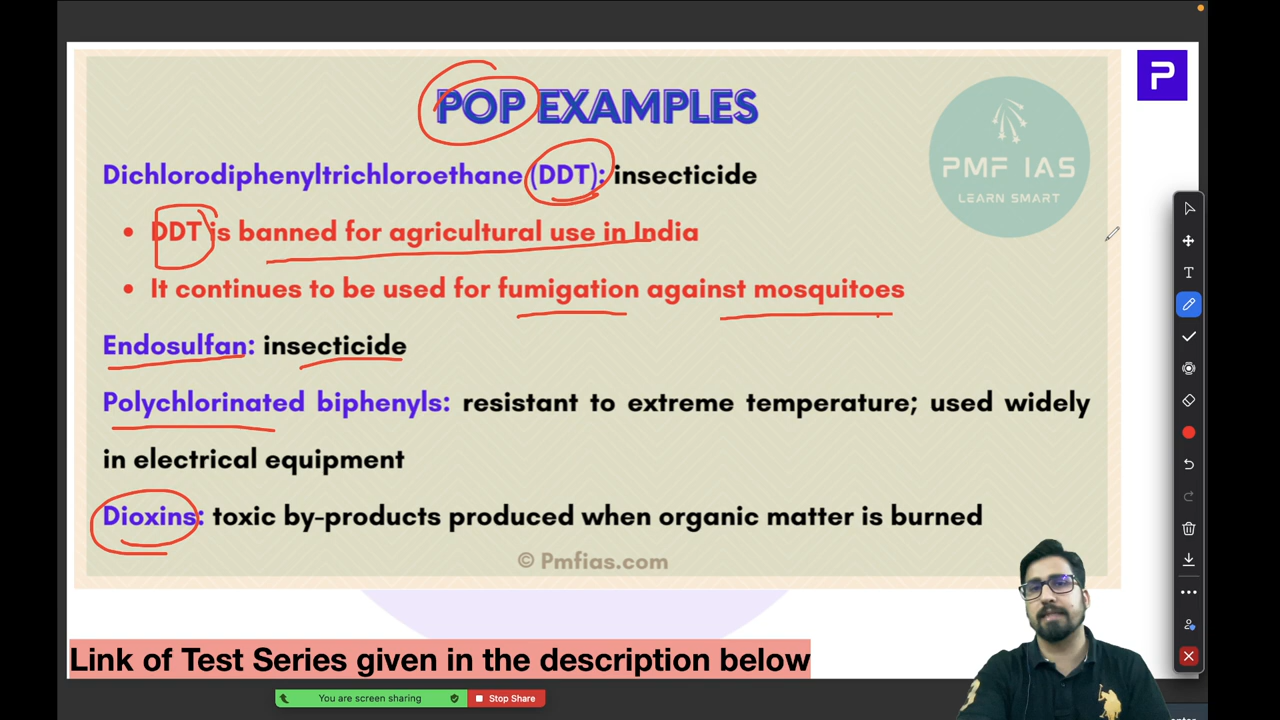 POP EXAMPLES
P
PMF IAS
LEARN SMART
Dichlorodiphenyltrichloroethane (DDT): insecticide
• DDT is banned for agricultural use in India
• It continues to be used for fumigation against mosquitoes
Endosulfan: insecticide
Polychlorinated biphenyls: resistant to extreme temperature; used widely
in electrical equipment
Dioxins: toxic by-products produced when organic matter is burned
© Pmfias.com
Link of Test Series given in the description below
You are screen sharing
Stop Share
T